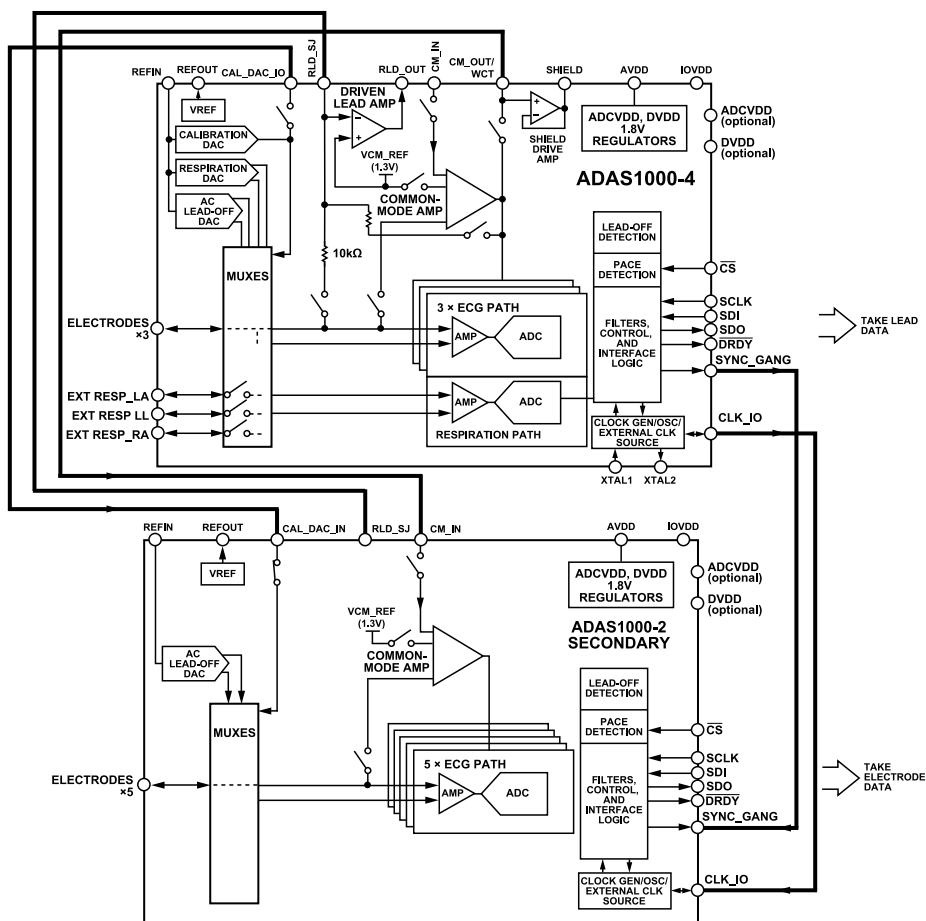 REFIN
REFOUT
CAL_DAC_IO
RLD_SJ
RLD_OUT
CM_IN
CM_OUT/
WCT
SHIELD
AVDD
IOVDD
VREF
DRIVEN
LEAD AMP
SHIELD
DRIVE
AMP
ADCVDD, DVDD
1.8V
REGULATORS
ADCVDD
(optional)
DVDD
(optional)
CALIBRATION
DAC
RESPIRATION
DAC
AC
LEAD-OFF
DAC
VCM_REF
(1.3V)
COMMON-
MODE AMP
ADAS1000-4
10kΩ
MUXES
LEAD-OFF
DETECTION
PACE
DETECTION
FILTERS,
CONTROL,
AND
INTERFACE
LOGIC
CS
SCLK
SDI
SDO
DRDY
SYNC_GANG
TAKE LEAD
DATA
ELECTRODES
×3
3 × ECG PATH
AMP
ADC
EXT RESP_LA
EXT RESP LL
EXT RESP_RA
AMP
ADC
RESPIRATION PATH
CLOCK GEN/OSC/
EXTERNAL CLK
SOURCE
CLK_IO
XTAL1
XTAL2
REFIN
REFOUT
CAL_DAC_IN
RLD_SJ
CM_IN
AVDD
IOVDD
VREF
ADCVDD, DVDD
1.8V
REGULATORS
ADCVDD
(optional)
DVDD
(optional)
VCM_REF
(1.3V)
COMMON-
MODE AMP
ADAS1000-2
SECONDARY
AC
LEAD-OFF
DAC
MUXES
LEAD-OFF
DETECTION
PACE
DETECTION
FILTERS,
CONTROL,
AND
INTERFACE
LOGIC
CS
SCLK
SDI
SDO
DRDY
SYNC_GANG
TAKE
ELECTRODE
DATA
ELECTRODES
×5
5 × ECG PATH
AMP
ADC
CLOCK GEN/OSC/
EXTERNAL CLK
SOURCE
CLK_IO